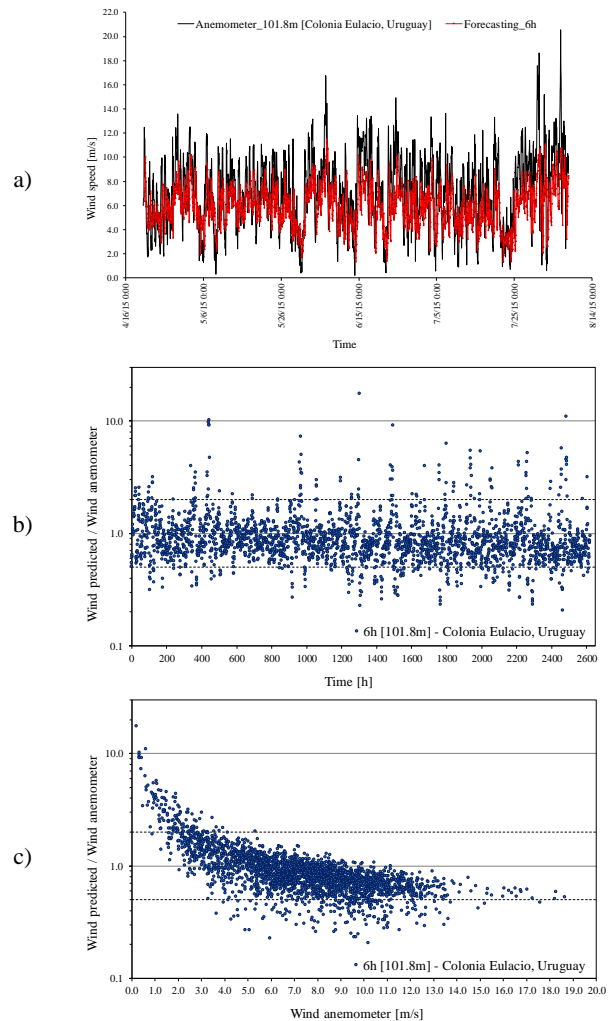 a)
Anemometer_101.8m [Colonia Eulacio, Uruguay] Forecasting_6h
Wind speed [m/s]
22.0
20.0
18.0
16.0
14.0
12.0
10.0
8.0
6.0
4.0
2.0
0.0
4/16/15 0:00 5/6/15 0:00 5/26/15 0:00 6/15/15 0:00 7/5/15 0:00 7/25/15 0:00 8/14/15 0:00
Time
b)
Wind predicted / Wind anemometer
10.0
1.0
0.1
6h [101.8m] - Colonia Eulacio, Uruguay
0 200 400 600 800 1000 1200 1400 1600 1800 2000 2200 2400 2600
Time [h]
c)
Wind predicted / Wind anemometer
10.0
1.0
0.1
6h [101.8m] - Colonia Eulacio, Uruguay
0.0 1.0 2.0 3.0 4.0 5.0 6.0 7.0 8.0 9.0 10.0 11.0 12.0 13.0 14.0 15.0 16.0 17.0 18.0 19.0 20.0
Wind anemometer [m/s]